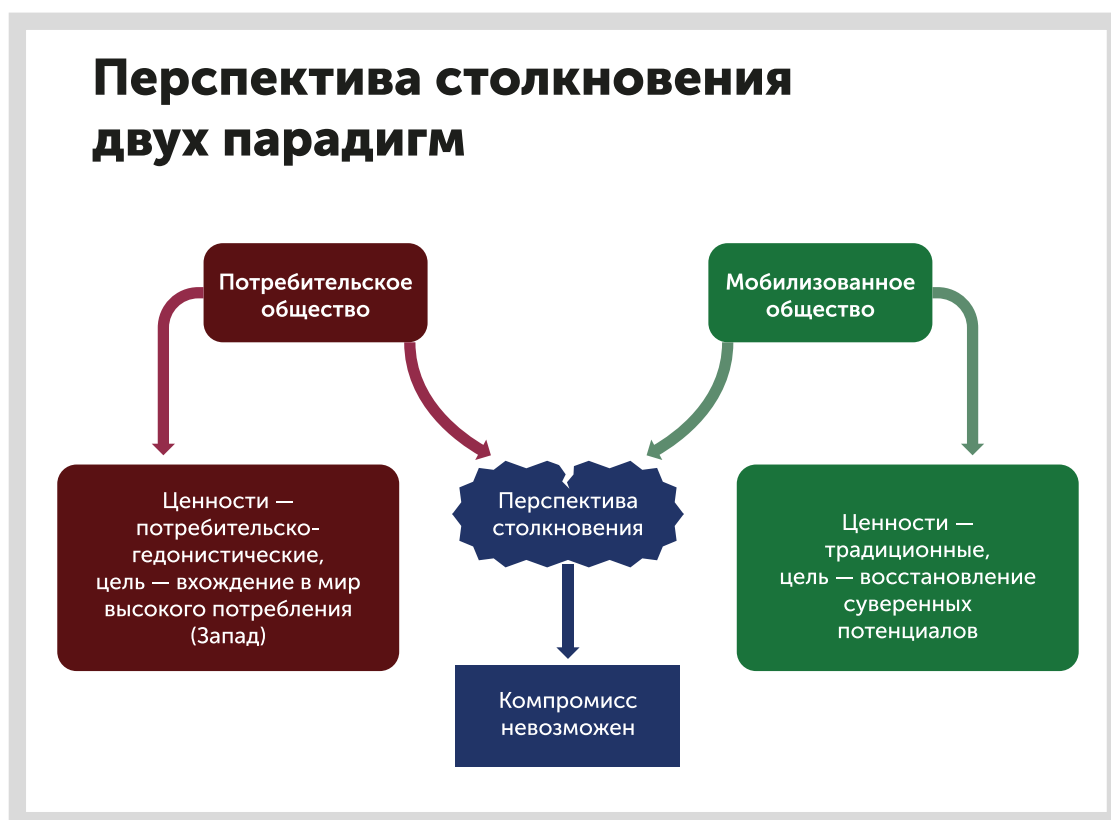 Перспектива столкновения
двух парадигм
Потребительское
общество
Мобилизованное
общество
Ценности —
потребительско-
гедонистические,
цель — вхождение в мир
высокого потребления
(Запад)
Перспектива
столкновения
Ценности —
традиционные,
цель — восстановление
суверенных
потенциалов
Компромисс
невозможен